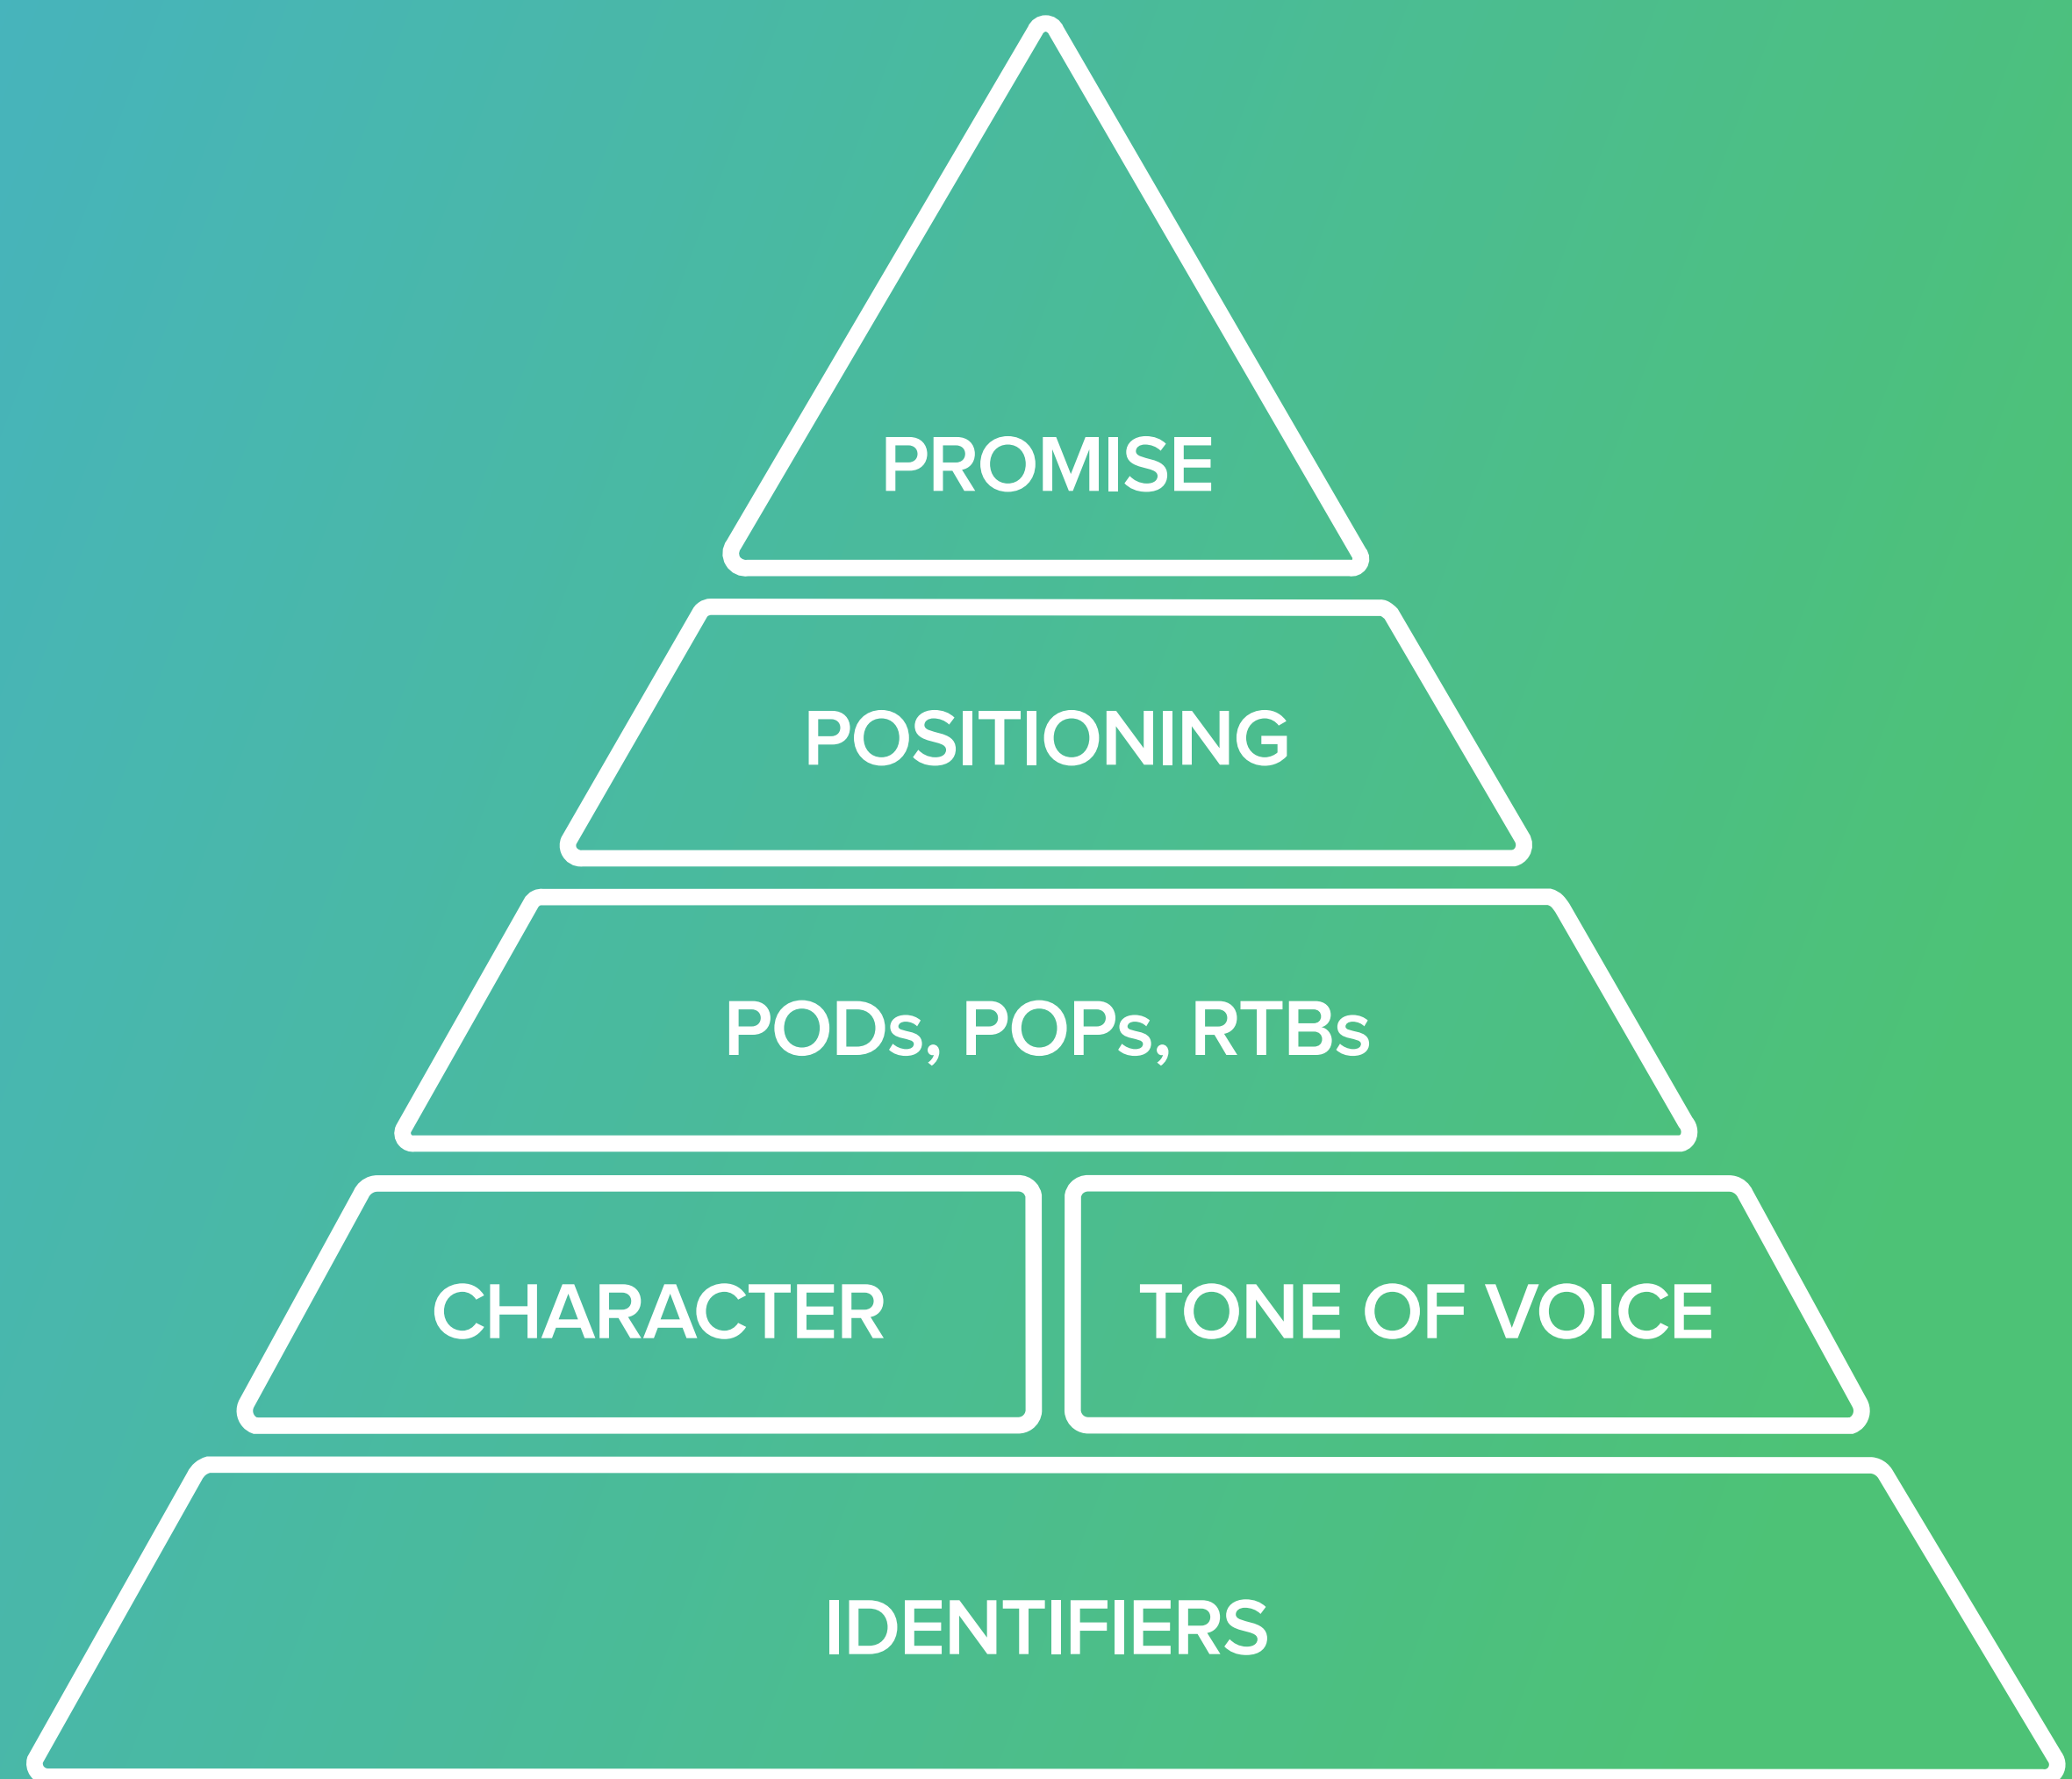 PROMISE
POSITIONING
PODs, POPs, RTBs
CHARACTER
TONE OF VOICE
IDENTIFIERS